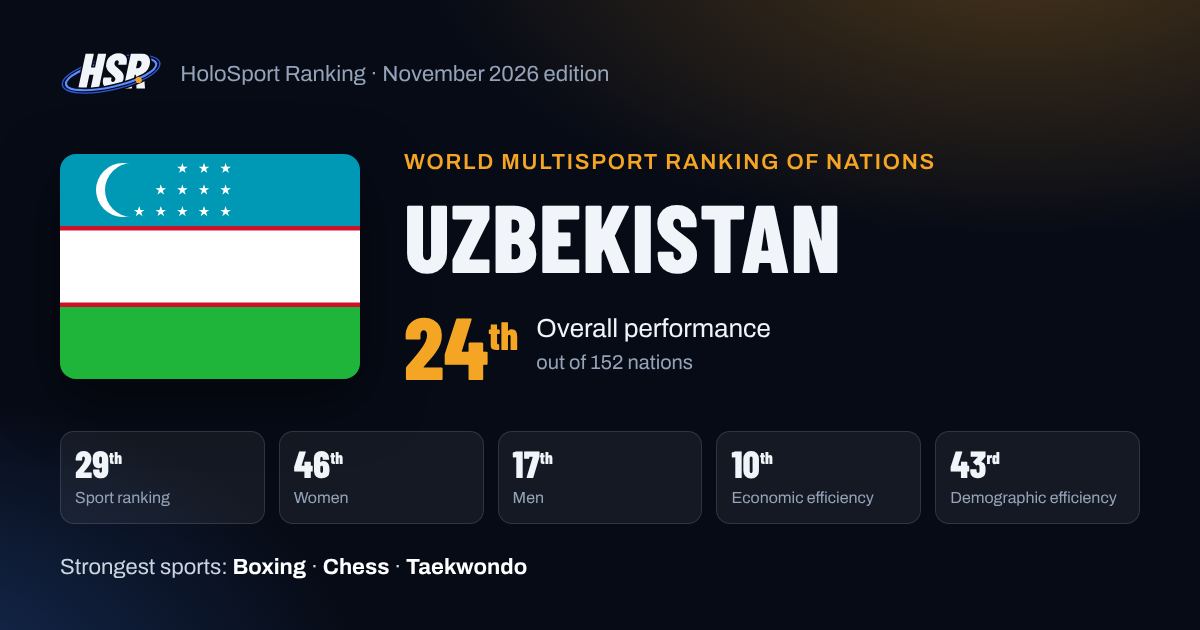 HSR
HoloSport Ranking · November 2026 edition
WORLD MULTISPORT RANKING OF NATIONS
UZBEKISTAN
24th
Overall performance
out of 152 nations
29th
Sport ranking
46th
Women
17th
Men
10th
Economic efficiency
43rd
Demographic efficiency
Strongest sports: Boxing · Chess · Taekwondo